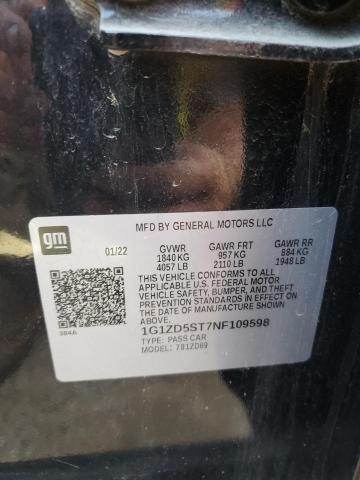 MFD BY GENERAL MOTORS LLC
gm
01/22 GVWR GAWR FRT GAWR RR
1840 KG 957 KG 884 KG
4057 LB 2110 LB 1948 LB
THIS VEHICLE CONFORMS TO ALL
APPLICABLE U.S. FEDERAL MOTOR
VEHICLE SAFETY, BUMPER, AND THEFT
PREVENTION STANDARDS IN EFFECT ON
THE DATE OF MANUFACTURE SHOWN
ABOVE.
1G1ZD5ST7NF109598
TYPE: PASS CAR
MODEL: 781ZD69